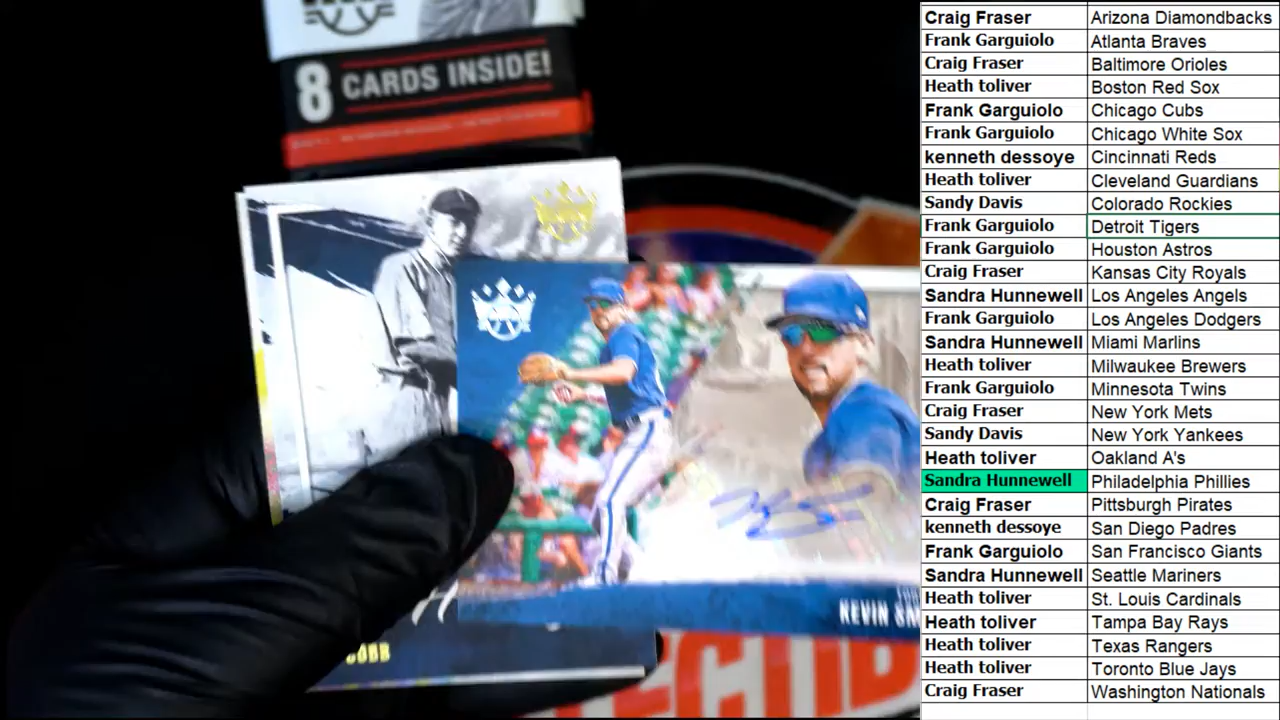 8 CARDS INSIDE!
KEVIN
Craig Fraser Arizona Diamondbacks
Frank Garguiolo Atlanta Braves
Craig Fraser Baltimore Orioles
Heath toliver Boston Red Sox
Frank Garguiolo Chicago Cubs
Frank Garguiolo Chicago White Sox
kenneth dessoye Cincinnati Reds
Heath toliver Cleveland Guardians
Sandy Davis Colorado Rockies
Frank Garguiolo Detroit Tigers
Frank Garguiolo Houston Astros
Craig Fraser Kansas City Royals
Sandra Hunnewell Los Angeles Angels
Frank Garguiolo Los Angeles Dodgers
Sandra Hunnewell Miami Marlins
Heath toliver Milwaukee Brewers
Frank Garguiolo Minnesota Twins
Craig Fraser New York Mets
Sandy Davis New York Yankees
Heath toliver Oakland A's
Sandra Hunnewell Philadelphia Phillies
Craig Fraser Pittsburgh Pirates
kenneth dessoye San Diego Padres
Frank Garguiolo San Francisco Giants
Sandra Hunnewell Seattle Mariners
Heath toliver St. Louis Cardinals
Heath toliver Tampa Bay Rays
Heath toliver Texas Rangers
Heath toliver Toronto Blue Jays
Craig Fraser Washington Nationals